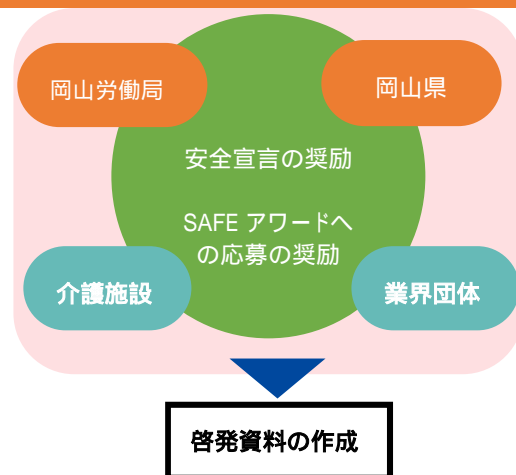 岡山労働局
岡山県
安全宣言の奨励
SAFE アワードへ
の応募の奨励
介護施設
業界団体
啓発資料の作成